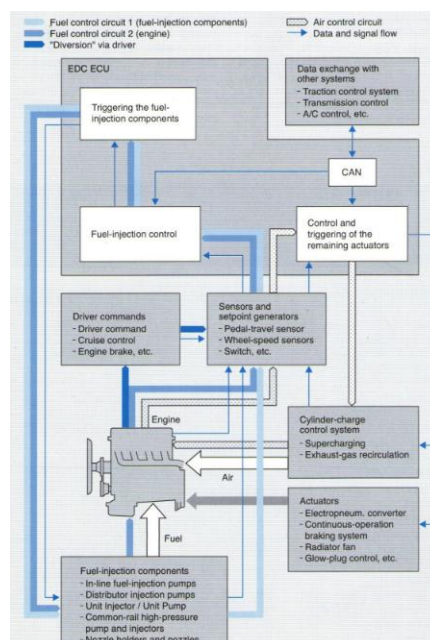 Fuel control circuit 1 (fuel-injection components)
Fuel control circuit 2 (engine)
"Diversion" via driver
Air control circuit
Data and signal flow
EDC ECU
Triggering the fuel-
injection components
Data exchange with
other systems
- Traction control system
- Transmission control
- A/C control, etc.
CAN
Fuel-injection control
Control and
triggering of the
remaining actuators
Driver commands
- Driver command
- Cruise control
- Engine brake, etc.
Sensors and
setpoint generators
- Pedal-travel sensor
- Wheel-speed sensors
- Switch, etc.
Engine
Cylinder-charge
control system
- Supercharging
- Exhaust-gas recirculation
Air
Actuators
- Electropneum. converter
- Continuous-operation
braking system
- Radiator fan
- Glow-plug control, etc.
Fuel
Fuel-injection components
- In-line fuel-injection pumps
- Distributor injection pumps
- Unit Injector / Unit Pump
- Common-rail high-pressure
pump and injectors
- Nozzle holders and nozzles